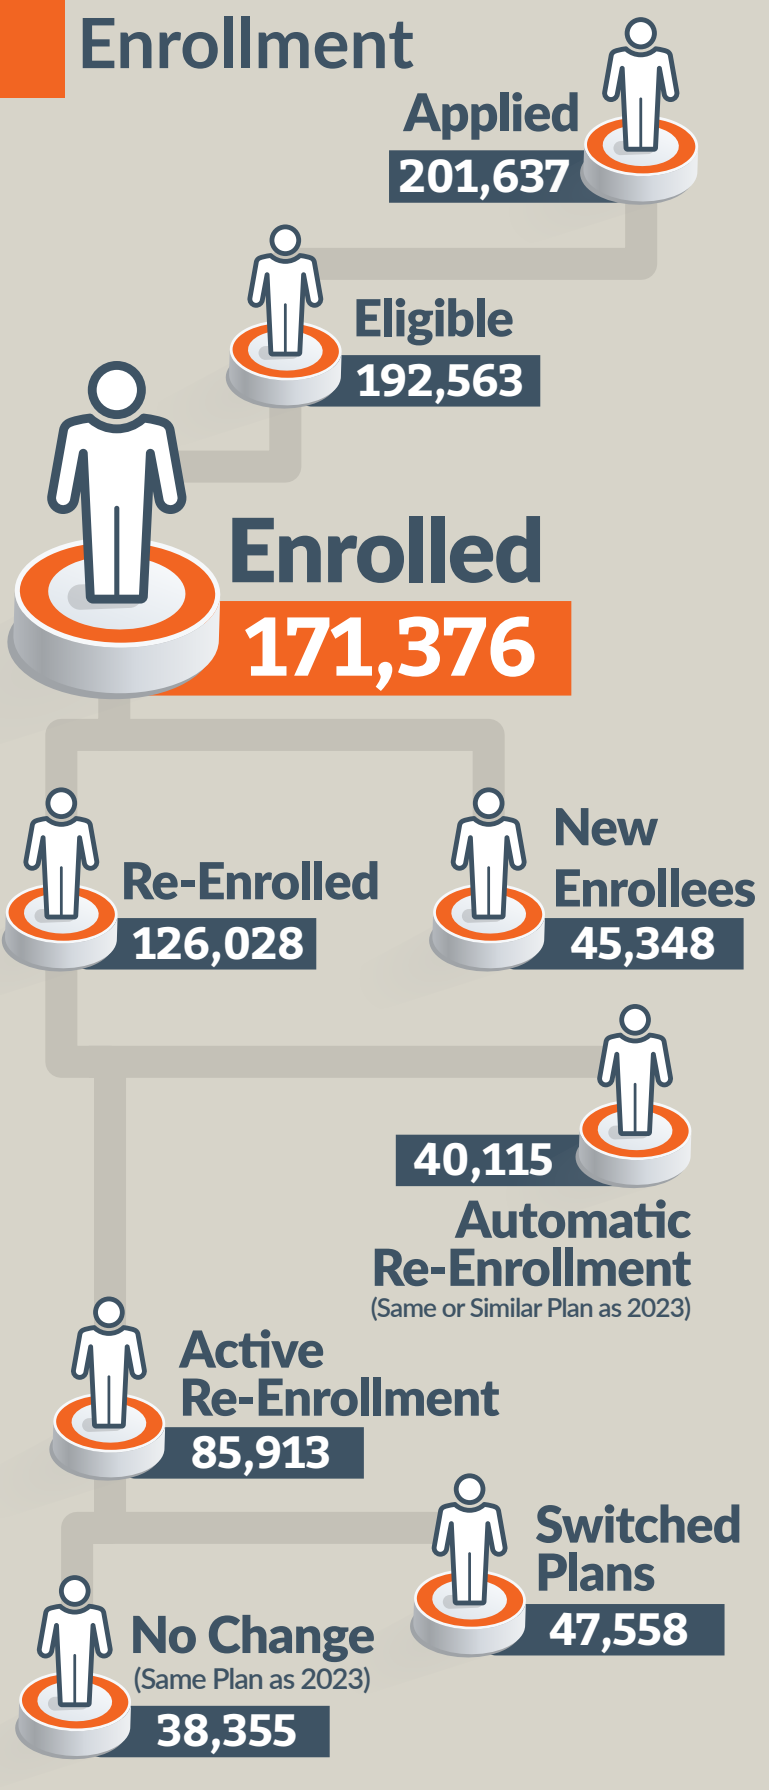 Enrollment
Applied
201,637
Eligible
192,563
Enrolled
171,376
Re-Enrolled
126,028
New
Enrollees
45,348
40,115
Automatic
Re-Enrollment
(Same or Similar Plan as 2023)
Active
Re-Enrollment
85,913
Switched
Plans
47,558
No Change
(Same Plan as 2023)
38,355